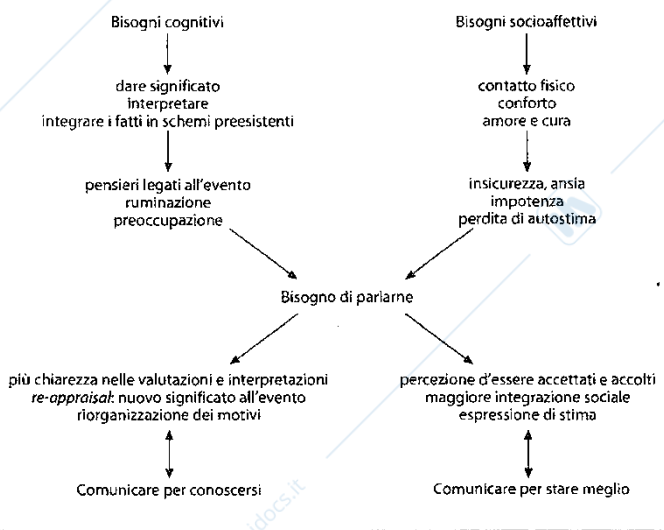 Bisogni cognitivi
Bisogni socioaffettivi
dare significato
interpretare
integrare i fatti in schemi preesistenti
contatto fisico
conforto
amore e cura
pensieri legati all'evento
ruminazione
preoccupazione
insicurezza, ansia
impotenza
perdita di autostima
Bisogno di parlarne
più chiarezza nelle valutazioni e interpretazioni
re-appraisal: nuovo significato all'evento
riorganizzazione dei motivi
percezione d'essere accettati e accolti
maggiore integrazione sociale
espressione di stima
Comunicare per conoscersi
Comunicare per stare meglio